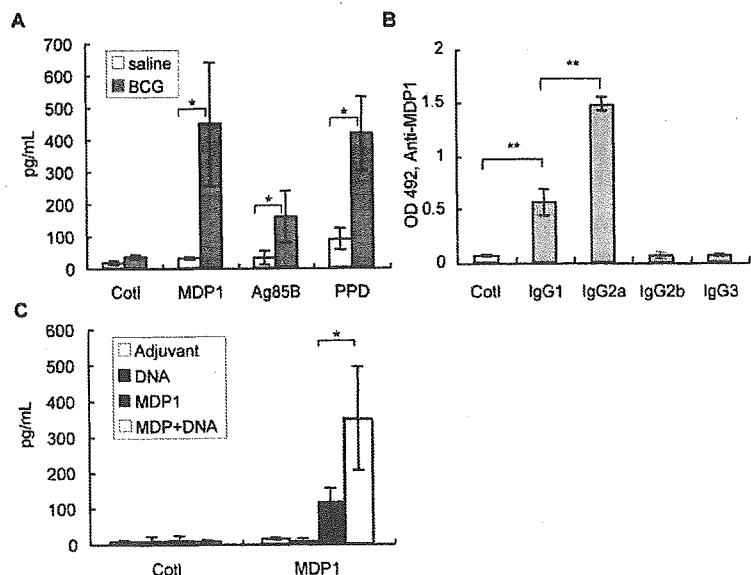 A
pg/mL
700
600
500
400
300
200
100
0
saline
BCG
*
*
*
Cotl
MDP1
Ag85B
PPD
B
OD 492, Anti-MDP1
2
1.5
1
0.5
0
**
**
Cotl
IgG1
IgG2a
IgG2b
IgG3
C
pg/mL
600
500
400
300
200
100
0
Adjuvant
DNA
MDP1
MDP+DNA
*
Cotl
MDP1